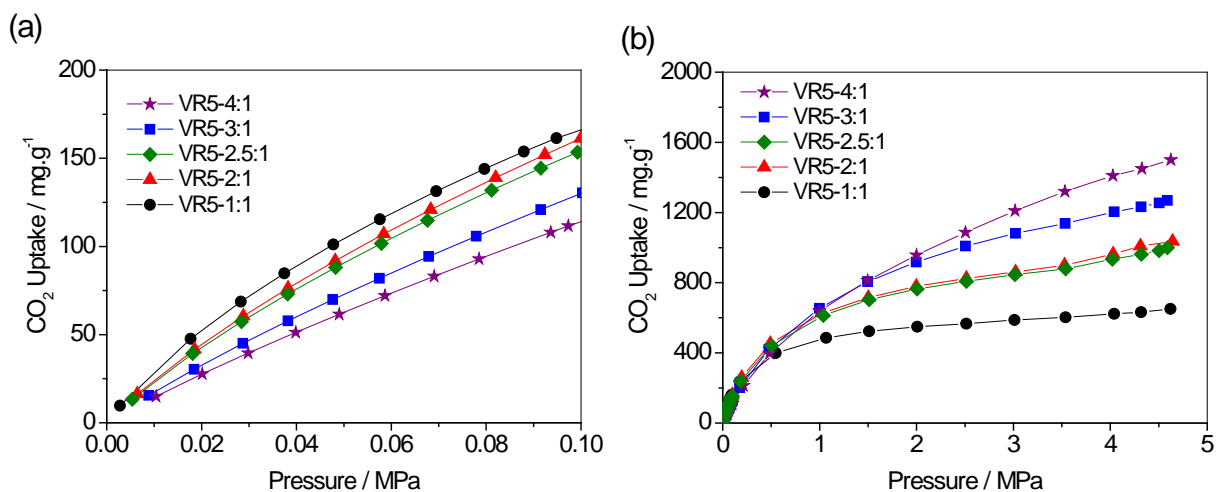 (a)
CO₂ Uptake / mg.g⁻¹
200
150
100
50
0
VR5-4:1
VR5-3:1
VR5-2.5:1
VR5-2:1
VR5-1:1
0.00 0.02 0.04 0.06 0.08 0.10
Pressure / MPa
(b)
CO₂ Uptake / mg.g⁻¹
2000
1600
1200
800
400
0
VR5-4:1
VR5-3:1
VR5-2.5:1
VR5-2:1
VR5-1:1
0 1 2 3 4 5
Pressure / MPa